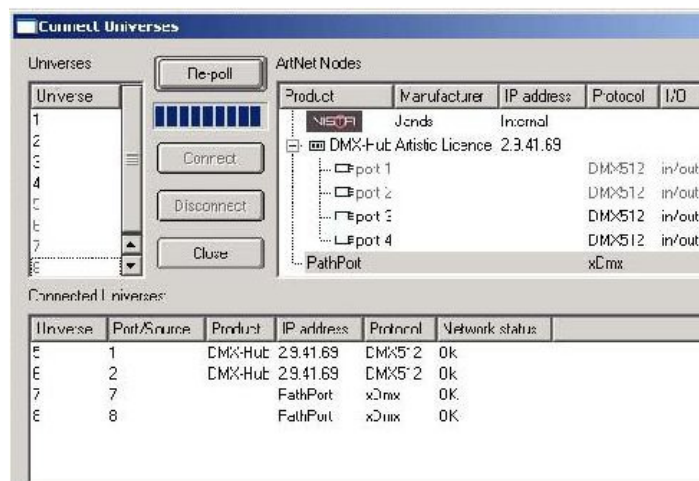 Connect Universes
Universes
Re-poll
ArtNet Nodes
Universe
Product Manufacturer IP address Protocol I/O
1
VISTA Jands Internal
2
DMX-Hub Artistic Licence 2.9.41.69
3
Connect
port 1 DMX512 in/out
4
port 2 DMX512 in/out
5
Disconnect
port 3 DMX512 in/out
6
port 4 DMX512 in/out
7
Close
PathPort xDmx
8
Connected Universes:
Universe Port/Source Product IP address Protocol Network status
5 1 DMX-Hub 2.9.41.69 DMX512 Ok
6 2 DMX-Hub 2.9.41.69 DMX512 Ok
7 7 PathPort xDmx OK
8 8 PathPort xDmx OK